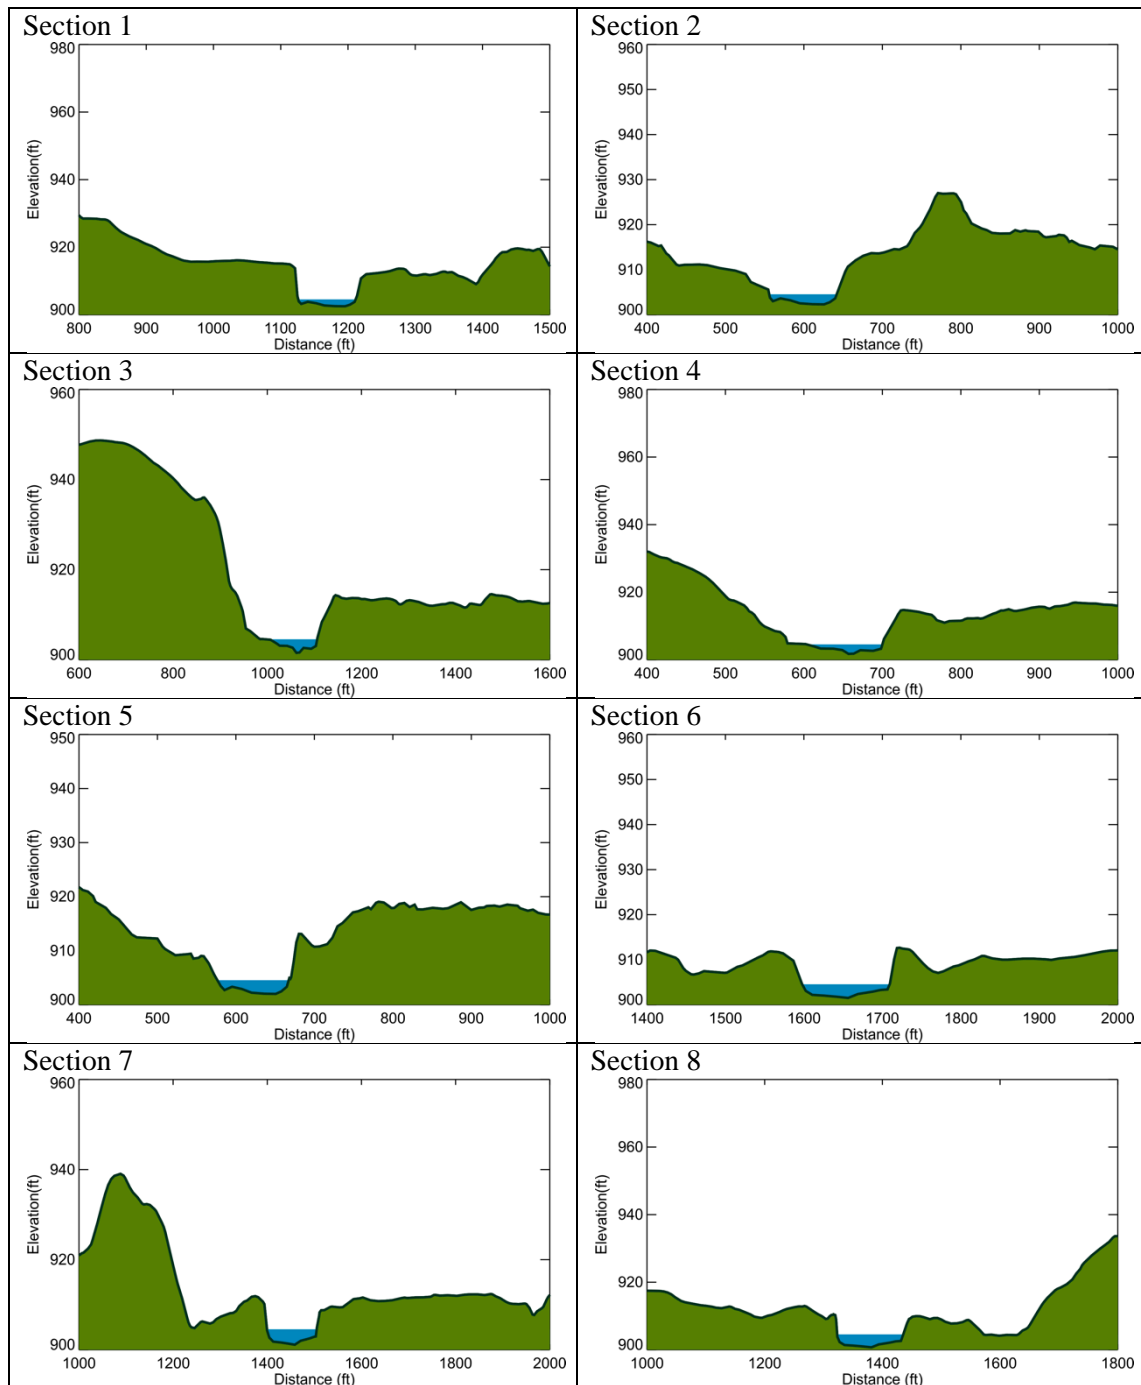 Section 1
980
960
940
920
900
Elevation(ft)
800 900 1000 1100 1200 1300 1400 1500
Distance (ft)
Section 2
960
950
940
930
920
910
900
Elevation(ft)
400 500 600 700 800 900 1000
Distance (ft)
Section 3
960
940
920
900
Elevation(ft)
600 800 1000 1200 1400 1600
Distance (ft)
Section 4
980
960
940
920
900
Elevation(ft)
400 500 600 700 800 900 1000
Distance (ft)
Section 5
950
940
930
920
910
900
Elevation(ft)
400 500 600 700 800 900 1000
Distance (ft)
Section 6
960
950
940
930
920
910
900
Elevation(ft)
1400 1500 1600 1700 1800 1900 2000
Distance (ft)
Section 7
960
940
920
900
Elevation(ft)
1000 1200 1400 1600 1800 2000
Distance (ft)
Section 8
980
960
940
920
900
Elevation(ft)
1000 1200 1400 1600 1800
Distance (ft)